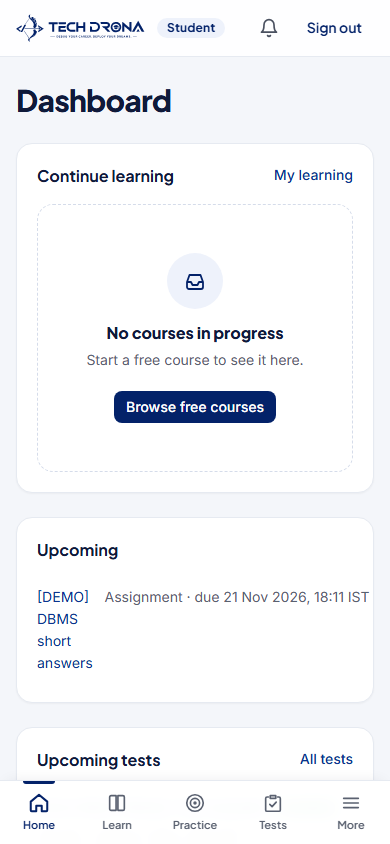 TECH DRONA
DESIGN YOUR CAREER. DEPLOY YOUR DREAMS.
Student
Sign out
Dashboard
Continue learning
My learning
No courses in progress
Start a free course to see it here.
Browse free courses
Upcoming
[DEMO]
DBMS
short
answers
Assignment · due 21 Nov 2026, 18:11 IST
Upcoming tests
All tests
Home
Learn
Practice
Tests
More